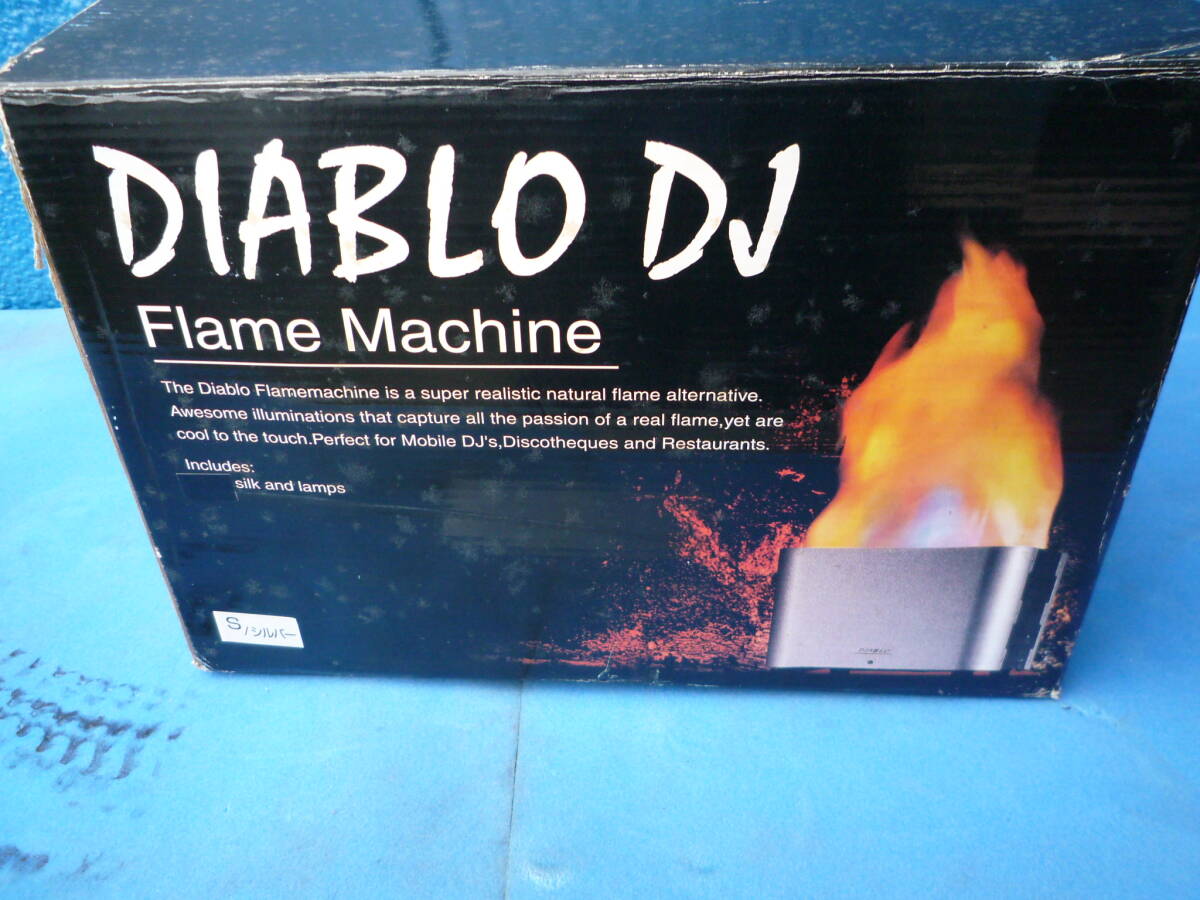 DIABLO DJ
Flame Machine
The Diablo Flamemachine is a super realistic natural flame alternative.
Awesome illuminations that capture all the passion of a real flame,yet are
cool to the touch.Perfect for Mobile DJ's,Discotheques and Restaurants.
Includes:
silk and lamps
S/シルバー
DIABLO